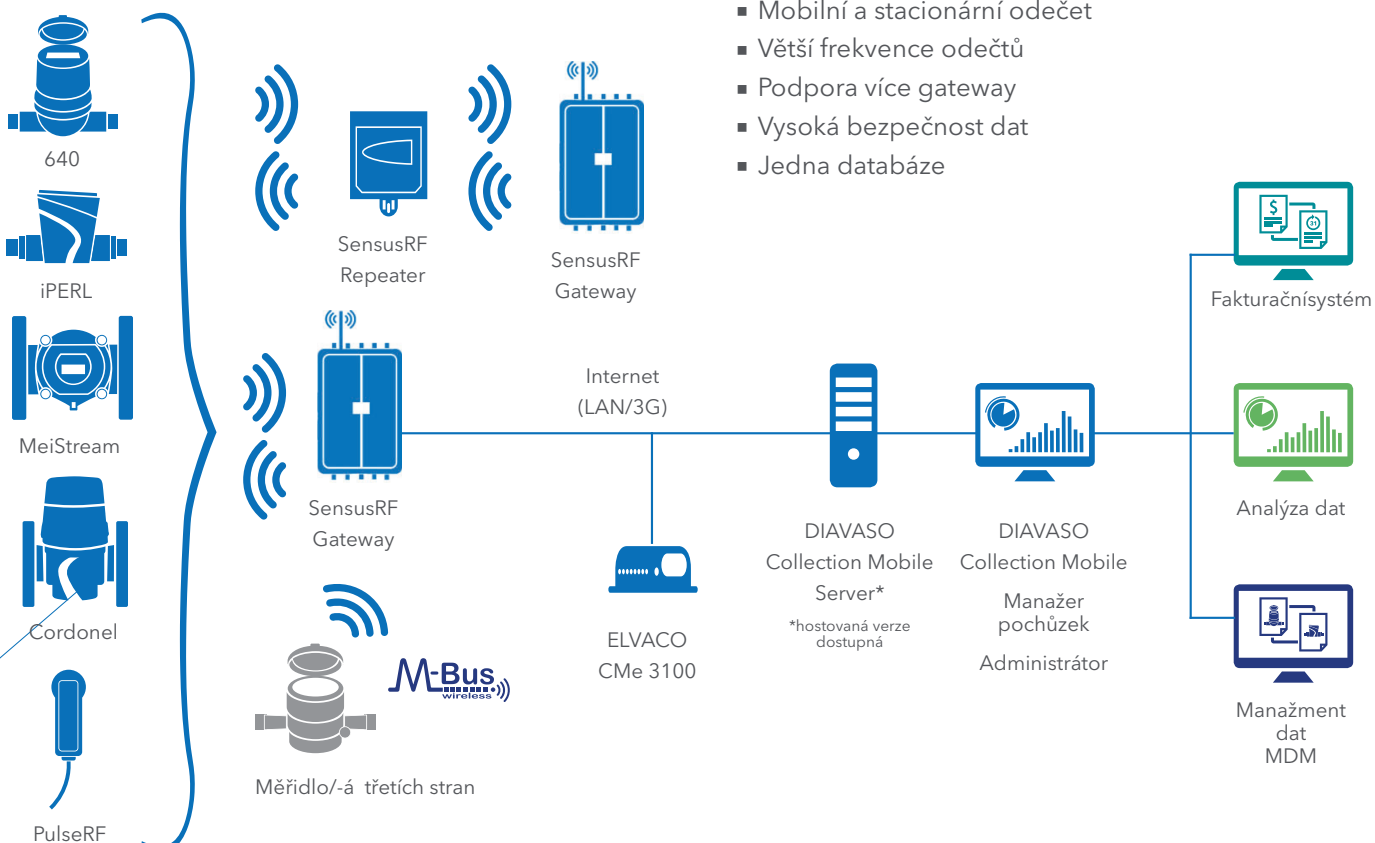 ▪ Mobilní a stacionární odečet
▪ Větší frekvence odečtů
▪ Podpora více gateway
▪ Vysoká bezpečnost dat
▪ Jedna databáze
640
iPERL
MeiStream
Cordonel
PulseRF
SensusRF
Repeater
SensusRF
Gateway
SensusRF
Gateway
M-Bus
wireless
Měřidlo/-á třetích stran
Internet
(LAN/3G)
ELVACO
CMe 3100
DIAVASO
Collection Mobile
Server*
*hostovaná verze
dostupná
DIAVASO
Collection Mobile
Manažer
pochůzek
Administrátor
$
31
Fakturačnísystém
Analýza dat
Manažment
dat
MDM